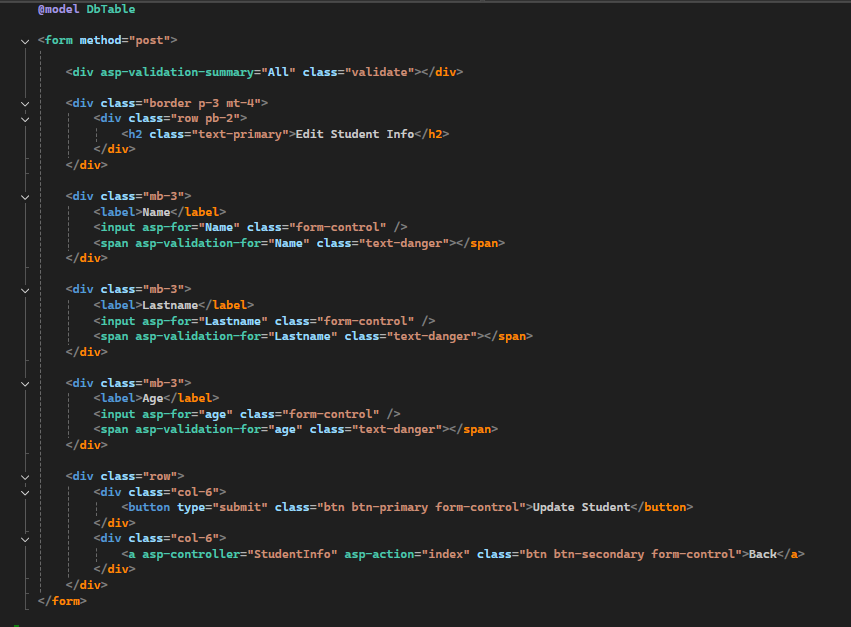 @model DbTable
<form method="post">
<div asp-validation-summary="All" class="validate"></div>
<div class="border p-3 mt-4">
<div class="row pb-2">
<h2 class="text-primary">Edit Student Info</h2>
</div>
</div>
<div class="mb-3">
<label>Name</label>
<input asp-for="Name" class="form-control" />
<span asp-validation-for="Name" class="text-danger"></span>
</div>
<div class="mb-3">
<label>Lastname</label>
<input asp-for="Lastname" class="form-control" />
<span asp-validation-for="Lastname" class="text-danger"></span>
</div>
<div class="mb-3">
<label>Age</label>
<input asp-for="age" class="form-control" />
<span asp-validation-for="age" class="text-danger"></span>
</div>
<div class="row">
<div class="col-6">
<button type="submit" class="btn btn-primary form-control">Update Student</button>
</div>
<div class="col-6">
<a asp-controller="StudentInfo" asp-action="index" class="btn btn-secondary form-control">Back</a>
</div>
</div>
</form>